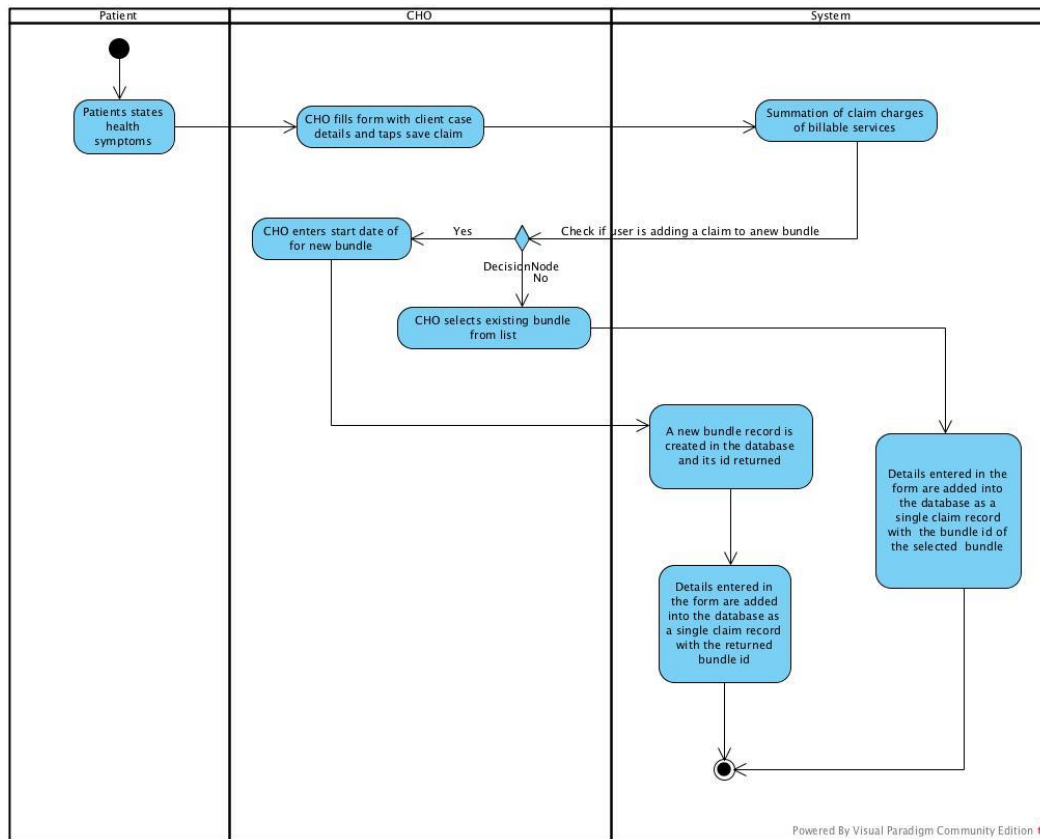 Patient
CHO
System
Patients states
health
symptoms
CHO fills form with client case
details and taps save claim
Summation of claim charges
of billable services
CHO enters start date of
for new bundle
Yes
Check if user is adding a claim to anew bundle
DecisionNode
No
CHO selects existing bundle
from list
A new bundle record is
created in the database
and its id returned
Details entered in the
form are added into
the database as a
single claim record
with the bundle id of
the selected bundle
Details entered in
the form are added
into the database as
a single claim record
with the returned
bundle id
Powered By Visual Paradigm Community Edition